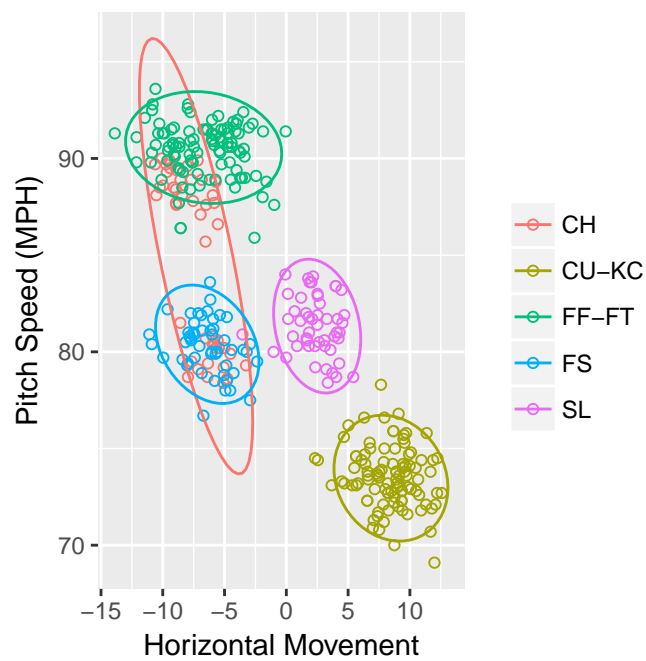 Pitch Speed (MPH)
90
80
70
−15 −10 −5 0 5 10
Horizontal Movement
CH
CU−KC
FF−FT
FS
SL